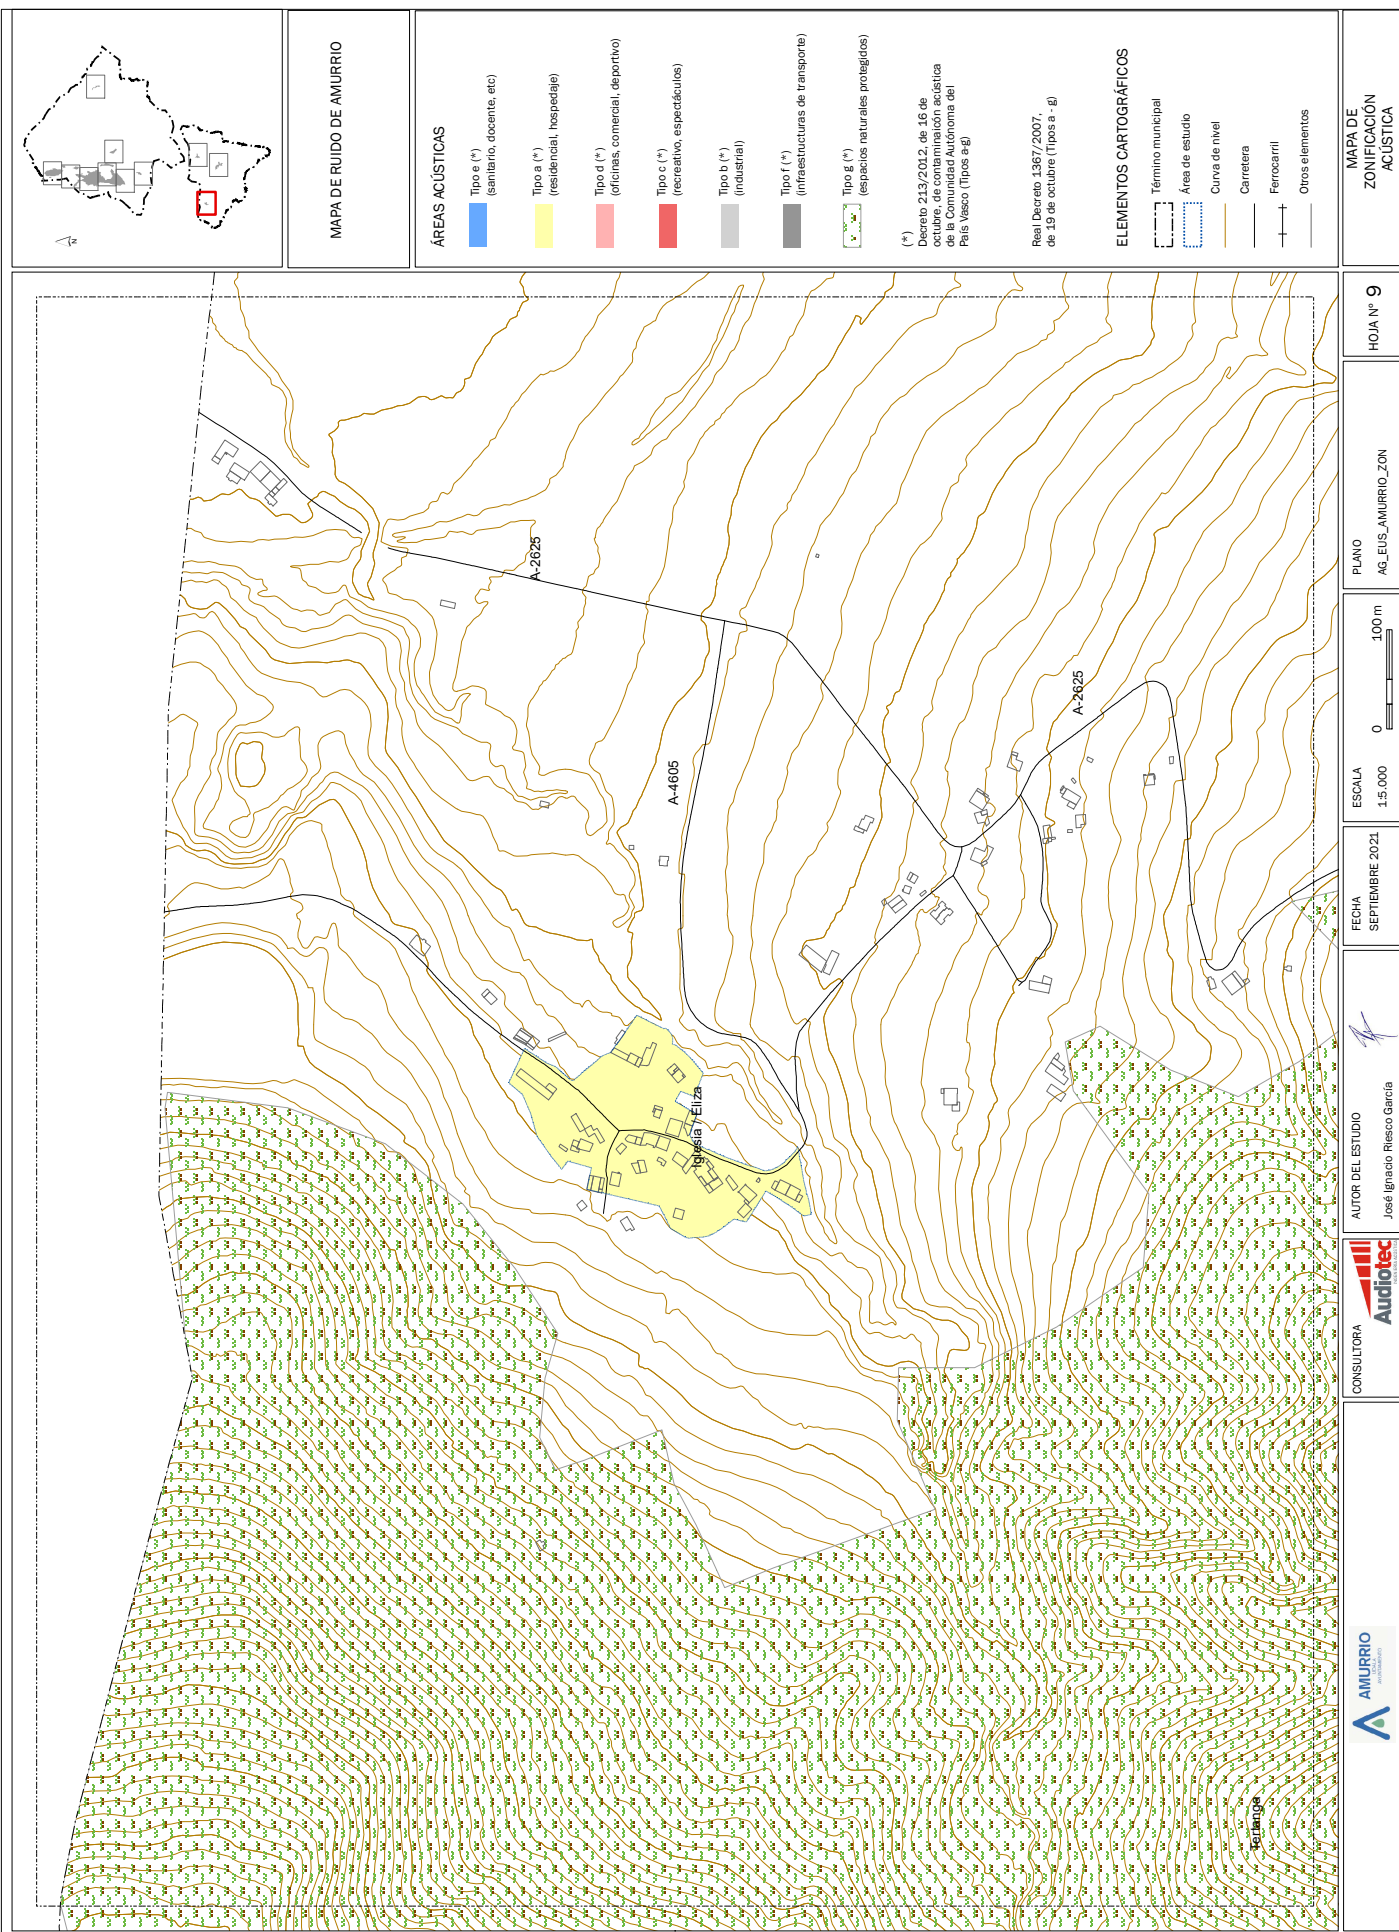 N
MAPA DE RUIDO DE AMURRIO
ÁREAS ACÚSTICAS
Tipo e (*)
(sanitario, docente, etc)
Tipo a (*)
(residencial, hospedaje)
Tipo d (*)
(oficinas, comercial, deportivo)
Tipo c (*)
(recreativo, espectáculos)
Tipo b (*)
(industrial)
Tipo f (*)
(infraestructuras de transporte)
Tipo g (*)
(espacios naturales protegidos)
(*)
Decreto 213/2012, de 16 de
octubre, de contaminaicón acústica
de la Comunidad Autónoma del
País Vasco (Tipos a-g)
Real Decreto 1367/2007,
de 19 de octubre (Tipos a - g)
ELEMENTOS CARTOGRÁFICOS
Término municipal
Área de estudio
Curva de nivel
Carretera
Ferrocarril
Otros elementos
MAPA DE
ZONIFICACIÓN
ACÚSTICA
A-2625
A-4605
A-2625
Iglesia / Eliza
Tertanga
AMURRIO
UDALA
AYUNTAMIENTO
CONSULTORA
Audiotec
AUTOR DEL ESTUDIO
José Ignacio Riesco García
FECHA
SEPTIEMBRE 2021
ESCALA
1:5.000
0 100 m
PLANO
AG_EUS_AMURRIO_ZON
HOJA Nº 9